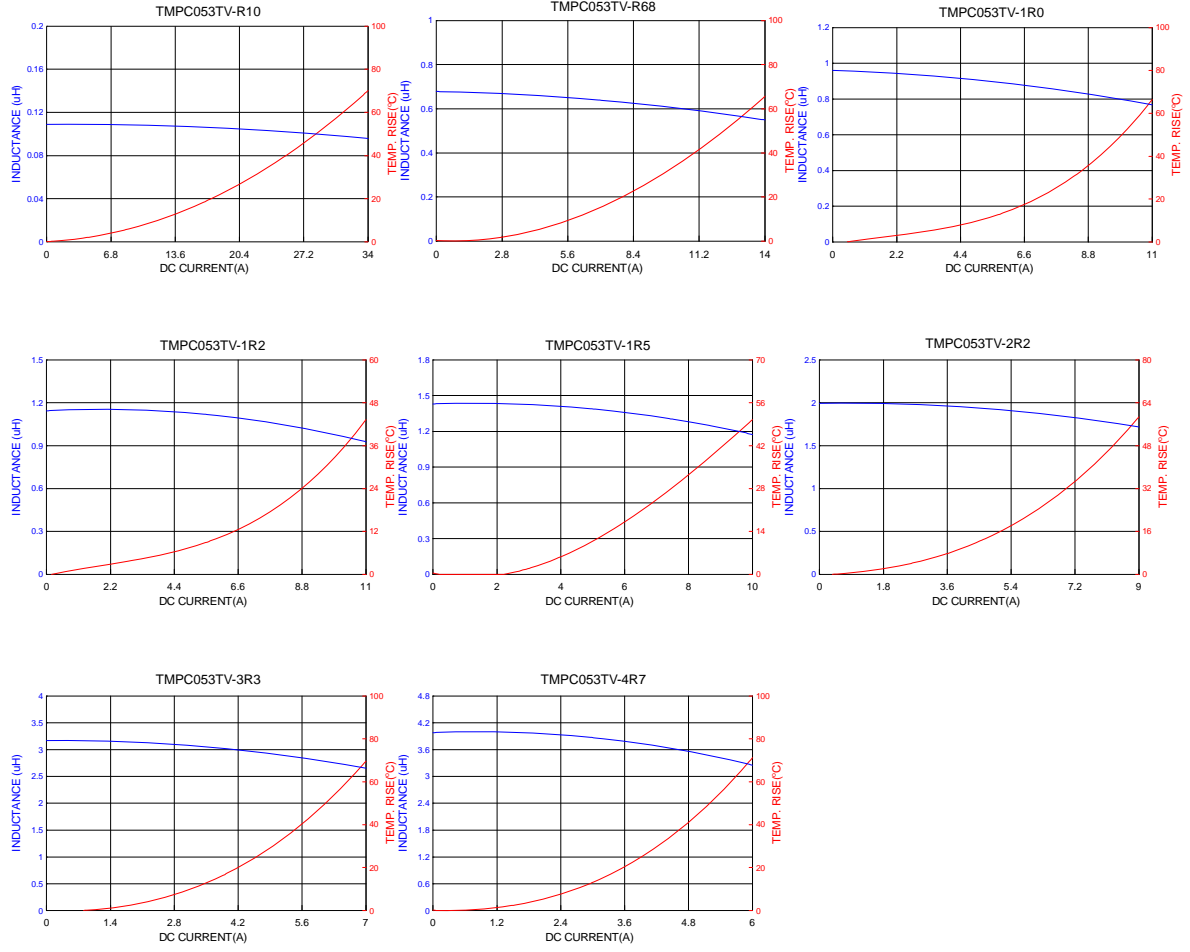 TMPC053TV-R10
INDUCTANCE (uH)
0.2
0.16
0.12
0.08
0.04
0
100
80
60
40
20
0
TEMP. RISE(ºC)
0 6.8 13.6 20.4 27.2 34
DC CURRENT(A)
TMPC053TV-R68
INDUCTANCE (uH)
1
0.8
0.6
0.4
0.2
0
100
80
60
40
20
0
TEMP. RISE(ºC)
0 2.8 5.6 8.4 11.2 14
DC CURRENT(A)
TMPC053TV-1R0
INDUCTANCE (uH)
1.2
1
0.8
0.6
0.4
0.2
0
100
80
60
40
20
0
TEMP. RISE(ºC)
0 2.2 4.4 6.6 8.8 11
DC CURRENT(A)
TMPC053TV-1R2
INDUCTANCE (uH)
1.5
1.2
0.9
0.6
0.3
0
60
48
36
24
12
0
TEMP. RISE(ºC)
0 2.2 4.4 6.6 8.8 11
DC CURRENT(A)
TMPC053TV-1R5
INDUCTANCE (uH)
1.8
1.5
1.2
0.9
0.6
0.3
0
70
56
42
28
14
0
TEMP. RISE(ºC)
0 2 4 6 8 10
DC CURRENT(A)
TMPC053TV-2R2
INDUCTANCE (uH)
2.5
2
1.5
1
0.5
0
80
64
48
32
16
0
TEMP. RISE(ºC)
0 1.8 3.6 5.4 7.2 9
DC CURRENT(A)
TMPC053TV-3R3
INDUCTANCE (uH)
4
3.5
3
2.5
2
1.5
1
0.5
0
100
80
60
40
20
0
TEMP. RISE(ºC)
0 1.4 2.8 4.2 5.6 7
DC CURRENT(A)
TMPC053TV-4R7
INDUCTANCE (uH)
4.8
4.2
3.6
3
2.4
1.8
1.2
0.6
0
100
80
60
40
20
0
TEMP. RISE(ºC)
0 1.2 2.4 3.6 4.8 6
DC CURRENT(A)